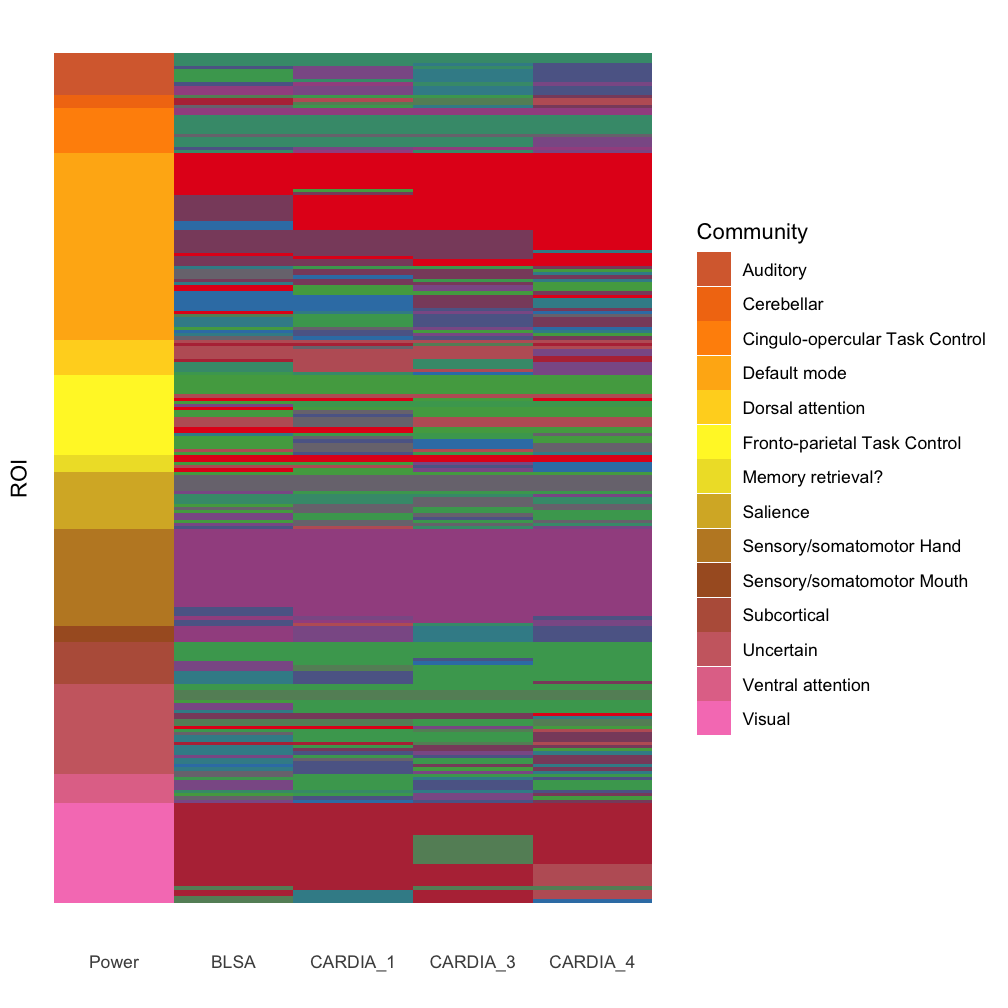 Community
Auditory
Cerebellar
Cingulo-opercular Task Control
Default mode
Dorsal attention
Fronto-parietal Task Control
Memory retrieval?
Salience
Sensory/somatomotor Hand
Sensory/somatomotor Mouth
Subcortical
Uncertain
Ventral attention
Visual
ROI
Power BLSA CARDIA_1 CARDIA_3 CARDIA_4